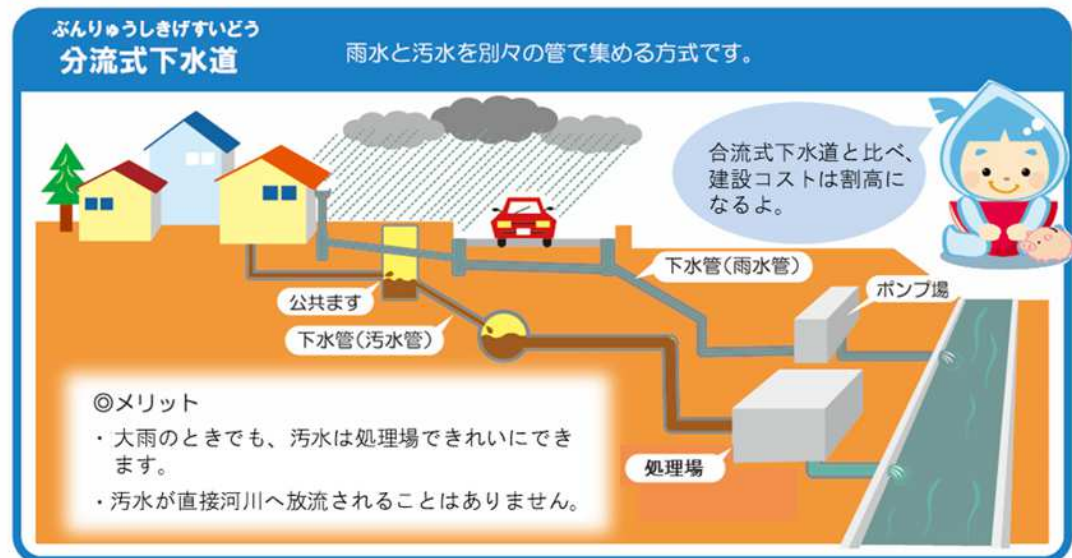 ぶんりゅうしきげすいどう
分流式下水道
雨水と汚水を別々の管で集める方式です。
合流式下水道と比べ、
建設コストは割高に
なるよ。
下水管(雨水管)
ポンプ場
公共ます
下水管(汚水管)
◎メリット
・大雨のときでも、汚水は処理場できれいにでき
ます。
・汚水が直接河川へ放流されることはありません。
処理場